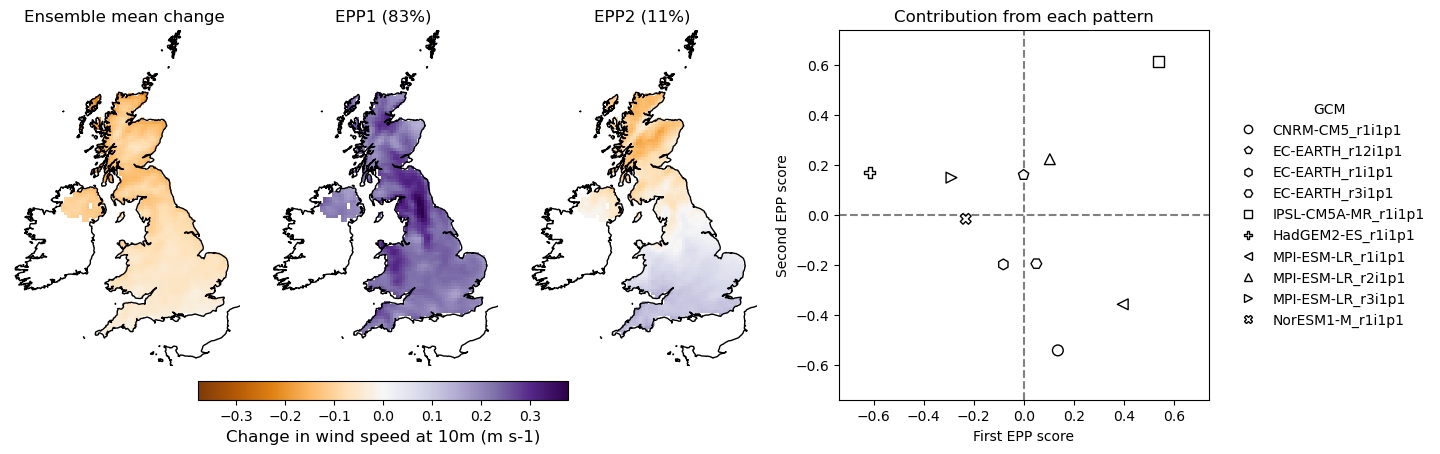 Ensemble mean change
EPP1 (83%)
EPP2 (11%)
Contribution from each pattern
−0.3 −0.2 −0.1 0.0 0.1 0.2 0.3
Change in wind speed at 10m (m s-1)
Second EPP score
0.6
0.4
0.2
0.0
−0.2
−0.4
−0.6
−0.6 −0.4 −0.2 0.0 0.2 0.4 0.6
First EPP score
GCM
CNRM-CM5_r1i1p1
EC-EARTH_r12i1p1
EC-EARTH_r1i1p1
EC-EARTH_r3i1p1
IPSL-CM5A-MR_r1i1p1
HadGEM2-ES_r1i1p1
MPI-ESM-LR_r1i1p1
MPI-ESM-LR_r2i1p1
MPI-ESM-LR_r3i1p1
NorESM1-M_r1i1p1